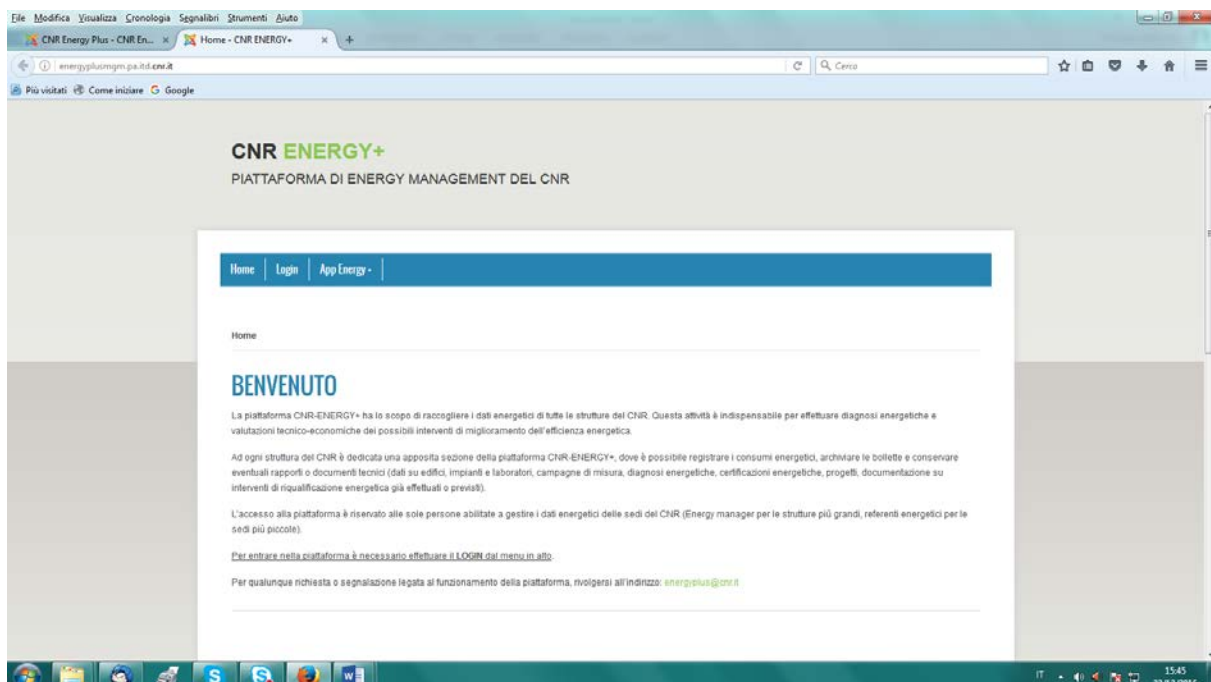 File Modifica Visualizza Cronologia Segnalibri Strumenti Aiuto
CNR Energy Plus - CNR En... × Home - CNR ENERGY+ × +
energyplusmgm.pa.itd.cnr.it Cerca
Più visitati Come iniziare Google
CNR ENERGY+
PIATTAFORMA DI ENERGY MANAGEMENT DEL CNR
Home Login App Energy
Home
BENVENUTO
La piattaforma CNR-ENERGY+ ha lo scopo di raccogliere i dati energetici di tutte le strutture del CNR. Questa attività è indispensabile per effettuare diagnosi energetiche e
valutazioni tecnico-economiche dei possibili interventi di miglioramento dell'efficienza energetica.
Ad ogni struttura del CNR è dedicata una apposita sezione della piattaforma CNR-ENERGY+, dove è possibile registrare i consumi energetici, archiviare le bollette e conservare
eventuali rapporti o documenti tecnici (dati su edifici, impianti e laboratori, campagne di misura, diagnosi energetiche, certificazioni energetiche, progetti, documentazione su
interventi di riqualificazione energetica già effettuati o previsti).
L'accesso alla piattaforma è riservato alle sole persone abilitate a gestire i dati energetici delle sedi del CNR (Energy manager per le strutture più grandi, referenti energetici per le
sedi più piccole).
Per entrare nella piattaforma è necessario effettuare il LOGIN dal menu in alto.
Per qualunque richiesta o segnalazione legata al funzionamento della piattaforma, rivolgersi all'indirizzo: energyplus@cnr.it
IT 15:45